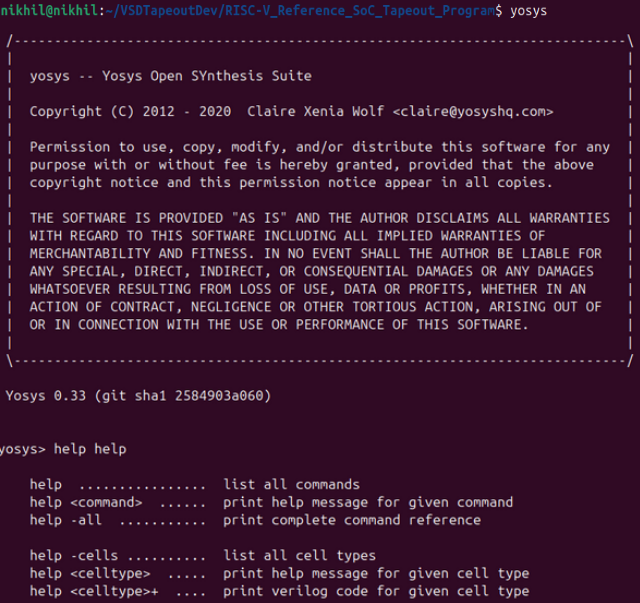 nikhil@nikhil:~/VSDTapeoutDev/RISC-V_Reference_SoC_Tapeout_Program$ yosys
/----------------------------------------------------------------------------\
|                                                                            |
|  yosys -- Yosys Open SYnthesis Suite                                       |
|                                                                            |
|  Copyright (C) 2012 - 2020  Claire Xenia Wolf <claire@yosyshq.com>         |
|                                                                            |
|  Permission to use, copy, modify, and/or distribute this software for any  |
|  purpose with or without fee is hereby granted, provided that the above    |
|  copyright notice and this permission notice appear in all copies.         |
|                                                                            |
|  THE SOFTWARE IS PROVIDED "AS IS" AND THE AUTHOR DISCLAIMS ALL WARRANTIES  |
|  WITH REGARD TO THIS SOFTWARE INCLUDING ALL IMPLIED WARRANTIES OF          |
|  MERCHANTABILITY AND FITNESS. IN NO EVENT SHALL THE AUTHOR BE LIABLE FOR   |
|  ANY SPECIAL, DIRECT, INDIRECT, OR CONSEQUENTIAL DAMAGES OR ANY DAMAGES    |
|  WHATSOEVER RESULTING FROM LOSS OF USE, DATA OR PROFITS, WHETHER IN AN     |
|  ACTION OF CONTRACT, NEGLIGENCE OR OTHER TORTIOUS ACTION, ARISING OUT OF   |
|  OR IN CONNECTION WITH THE USE OR PERFORMANCE OF THIS SOFTWARE.            |
|                                                                            |
\----------------------------------------------------------------------------/
Yosys 0.33 (git sha1 2584903a060)
yosys> help help
help  ................  list all commands
help <command>  ......  print help message for given command
help -all  ...........  print complete command reference
help -cells ..........  list all cell types
help <celltype>  .....  print help message for given cell type
help <celltype>+  ....  print verilog code for given cell type